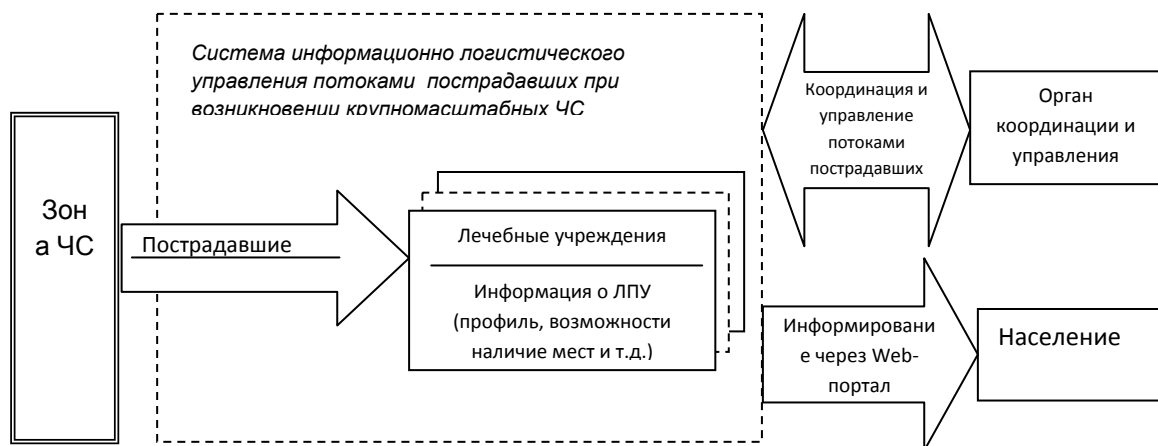 Система информационно логистического
управления потоками пострадавших при
возникновении крупномасштабных ЧС
Зон
а ЧС
Пострадавшие
Лечебные учреждения
Информация о ЛПУ
(профиль, возможности
наличие мест и т.д.)
Координация и
управление
потоками
пострадавших
Орган
координации и
управления
Информировани
е через Web-
портал
Население